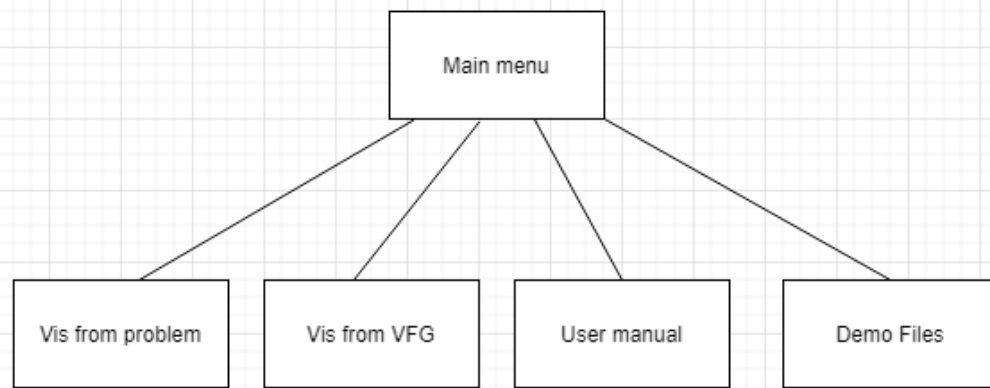 Main menu
Vis from problem
Vis from VFG
User manual
Demo Files